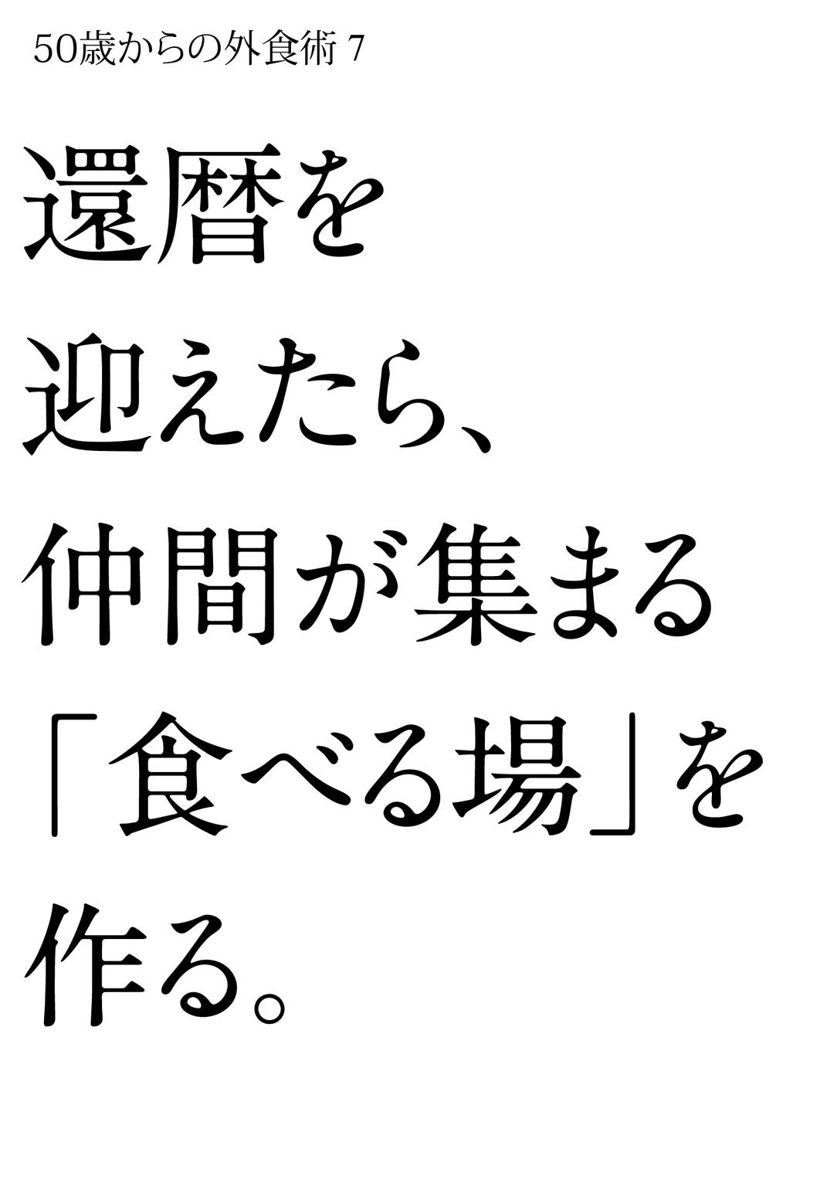 50歳からの外食術 7
還暦を
迎えたら、
仲間が集まる
「食べる場」を
作る。